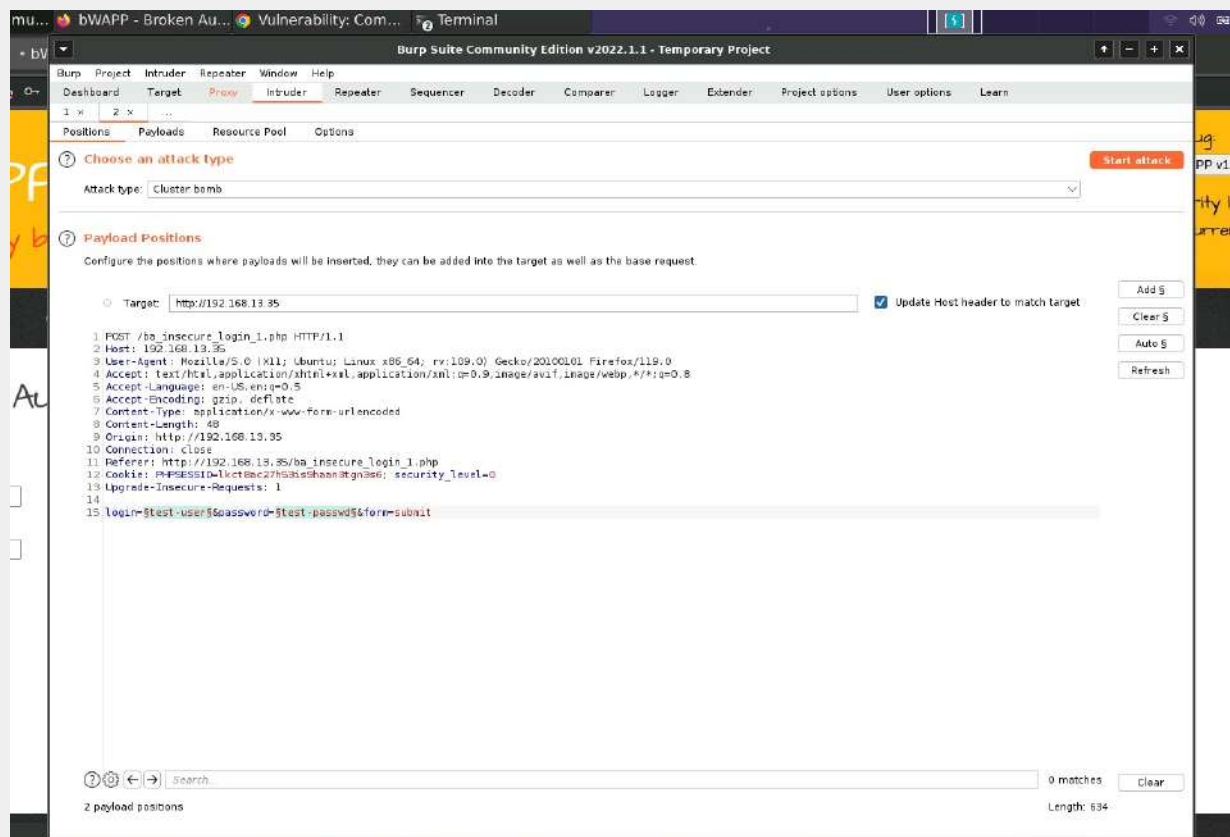 mu... bWAPP - Broken Au... Vulnerability: Com... Terminal
Burp Suite Community Edition v2022.1.1 - Temporary Project
Burp Project Intruder Repeater Window Help
Dashboard Target Proxy Intruder Repeater Sequencer Decoder Comparer Logger Extender Project options User options Learn
1 × 2 × ...
Positions Payloads Resource Pool Options
Choose an attack type
Start attack
Attack type: Cluster bomb
Payload Positions
Configure the positions where payloads will be inserted, they can be added into the target as well as the base request.
Target: http://192.168.13.35
Update Host header to match target
Add §
Clear §
Auto §
Refresh
1 POST /ba_insecure_login_1.php HTTP/1.1
2 Host: 192.168.13.35
3 User-Agent: Mozilla/5.0 (X11; Ubuntu; Linux x86_64; rv:109.0) Gecko/20100101 Firefox/119.0
4 Accept: text/html,application/xhtml+xml,application/xml;q=0.9,image/avif,image/webp,*/*;q=0.8
5 Accept-Language: en-US,en;q=0.5
6 Accept-Encoding: gzip, deflate
7 Content-Type: application/x-www-form-urlencoded
8 Content-Length: 48
9 Origin: http://192.168.13.35
10 Connection: close
11 Referer: http://192.168.13.35/ba_insecure_login_1.php
12 Cookie: security_level=0
13 Upgrade-Insecure-Requests: 1
14
15 login=§test-user§&password=§test-passwd§&form=submit
Search...
0 matches
Clear
2 payload positions
Length: 634